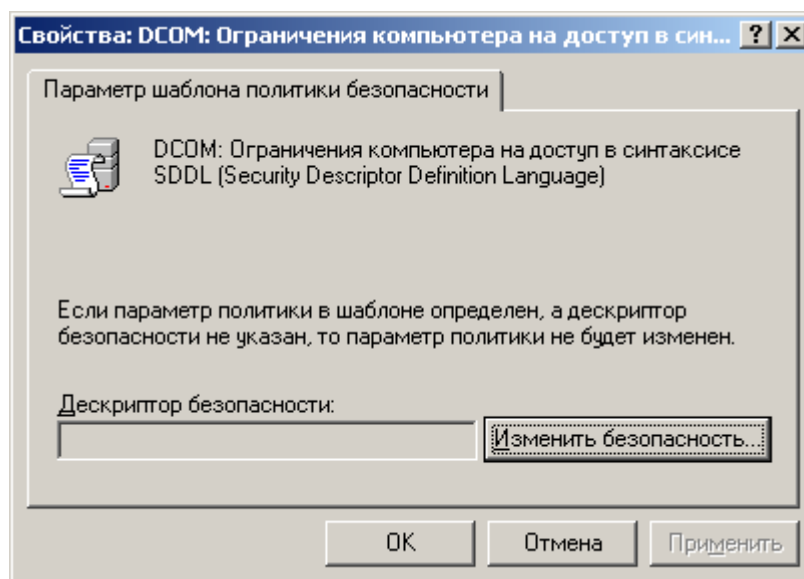 Свойства: DCOM: Ограничения компьютера на доступ в син...
Параметр шаблона политики безопасности
DCOM: Ограничения компьютера на доступ в синтаксисе
SDDL (Security Descriptor Definition Language)
Если параметр политики в шаблоне определен, а дескриптор
безопасности не указан, то параметр политики не будет изменен.
Дескриптор безопасности:
Изменить безопасность...
ОК
Отмена
Применить